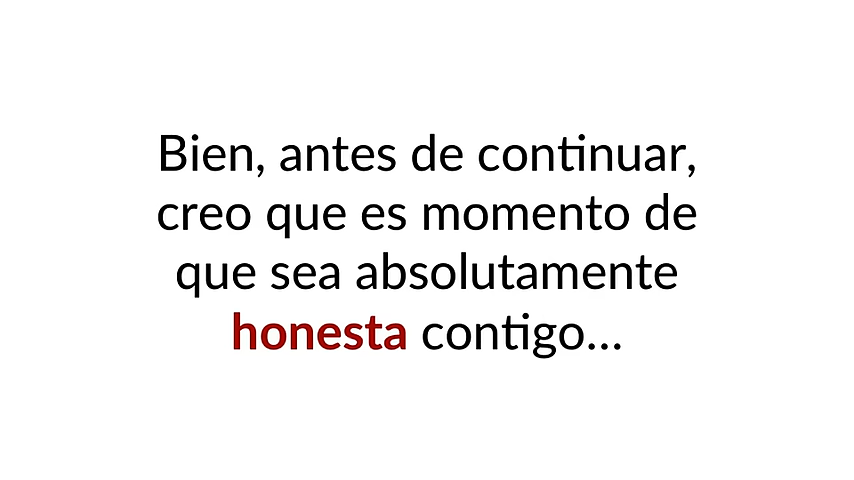 Bien, antes de continuar,
creo que es momento de
que sea absolutamente
honesta contigo...